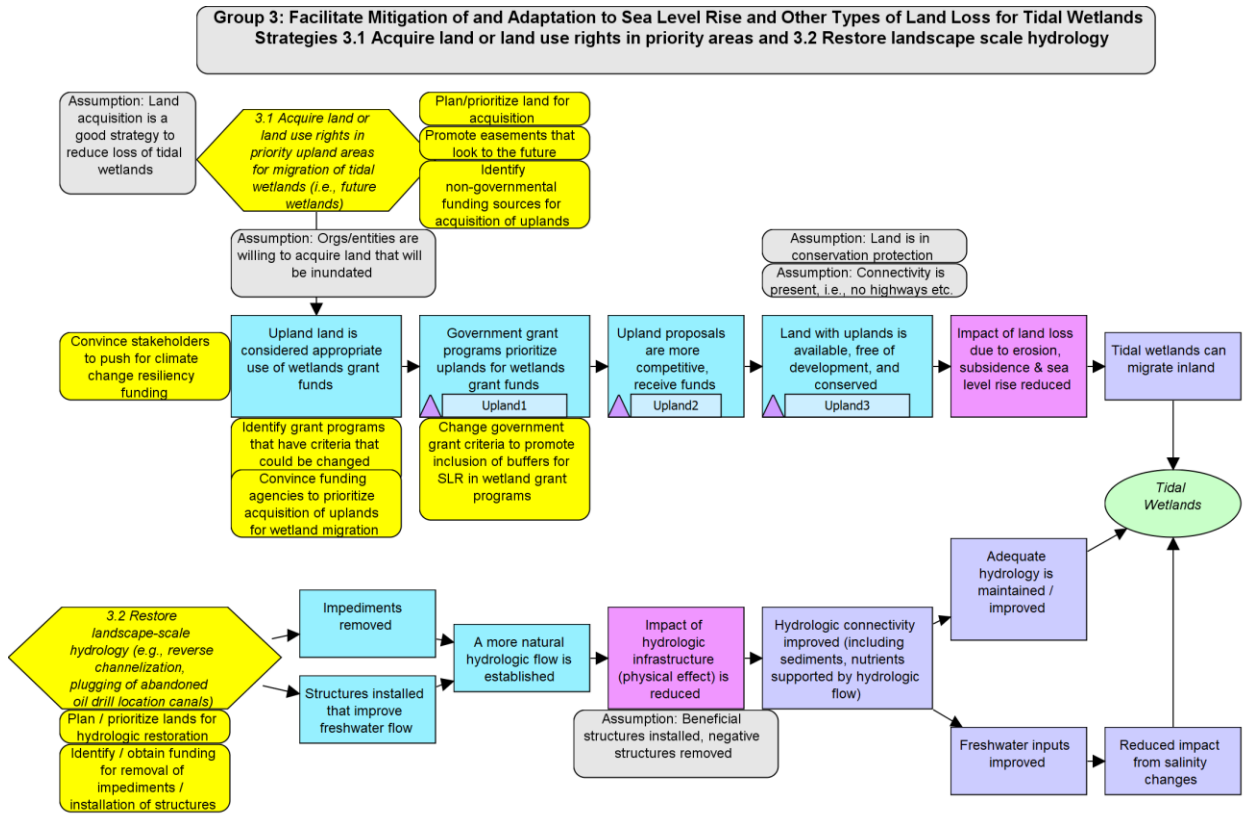 Group 3: Facilitate Mitigation of and Adaptation to Sea Level Rise and Other Types of Land Loss for Tidal Wetlands
Strategies 3.1 Acquire land or land use rights in priority areas and 3.2 Restore landscape scale hydrology
Assumption: Land
acquisition is a
good strategy to
reduce loss of tidal
wetlands
3.1 Acquire land or
land use rights in
priority upland areas
for migration of tidal
wetlands (i.e., future
wetlands)
Plan/prioritize land for
acquisition
Promote easements that
look to the future
Identify
non-governmental
funding sources for
acquisition of uplands
Assumption: Orgs/entities are
willing to acquire land that will
be inundated
Assumption: Land is in
conservation protection
Assumption: Connectivity is
present, i.e., no highways etc.
Convince stakeholders
to push for climate
change resiliency
funding
Upland land is
considered appropriate
use of wetlands grant
funds
Government grant
programs prioritize
uplands for wetlands
grant funds
Upland1
Upland proposals
are more
competitive,
receive funds
Upland2
Land with uplands is
available, free of
development, and
conserved
Upland3
Impact of land loss
due to erosion,
subsidence & sea
level rise reduced
Tidal wetlands can
migrate inland
Identify grant programs
that have criteria that
could be changed
Convince funding
agencies to prioritize
acquisition of uplands
for wetland migration
Change government
grant criteria to promote
inclusion of buffers for
SLR in wetland grant
programs
Tidal
Wetlands
3.2 Restore
landscape-scale
hydrology (e.g., reverse
channelization,
plugging of abandoned
oil drill location canals)
Plan / prioritize lands for
hydrologic restoration
Identify / obtain funding
for removal of
impediments /
installation of structures
Impediments
removed
Structures installed
that improve
freshwater flow
A more natural
hydrologic flow is
established
Impact of
hydrologic
infrastructure
(physical effect) is
reduced
Assumption: Beneficial
structures installed, negative
structures removed
Hydrologic connectivity
improved (including
sediments, nutrients
supported by hydrologic
flow)
Adequate
hydrology is
maintained /
improved
Freshwater inputs
improved
Reduced impact
from salinity
changes